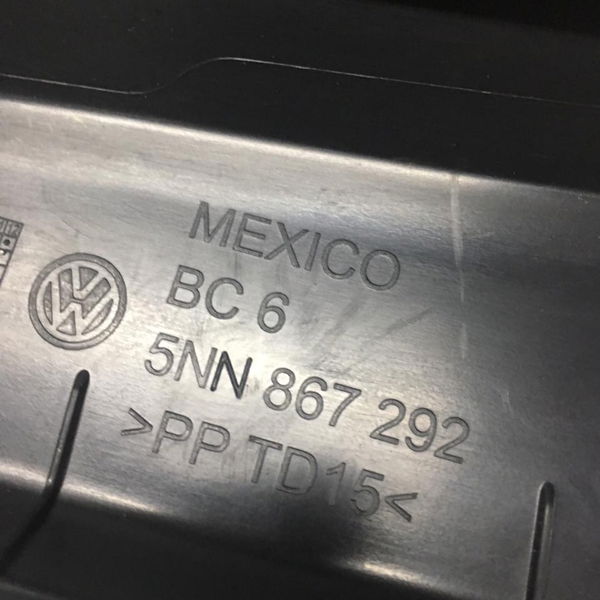 MEXICO
BC 6
5NN 867 292
>PP TD15<